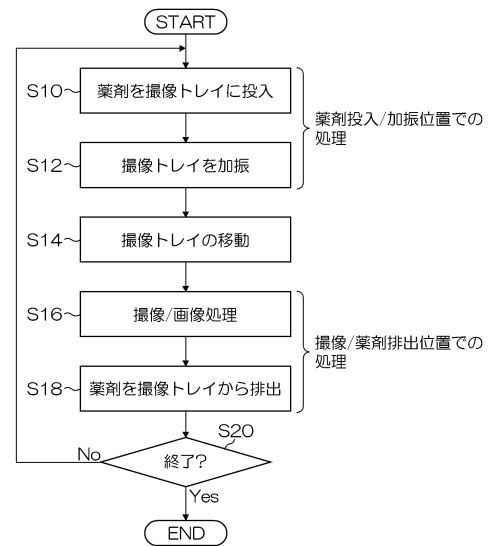 START
S10～ 薬剤を撮像トレイに投入
薬剤投入/加振位置での
処理
S12～ 撮像トレイを加振
S14～ 撮像トレイの移動
S16～ 撮像/画像処理
撮像/薬剤排出位置での
処理
S18～ 薬剤を撮像トレイから排出
S20
No
終了?
Yes
END